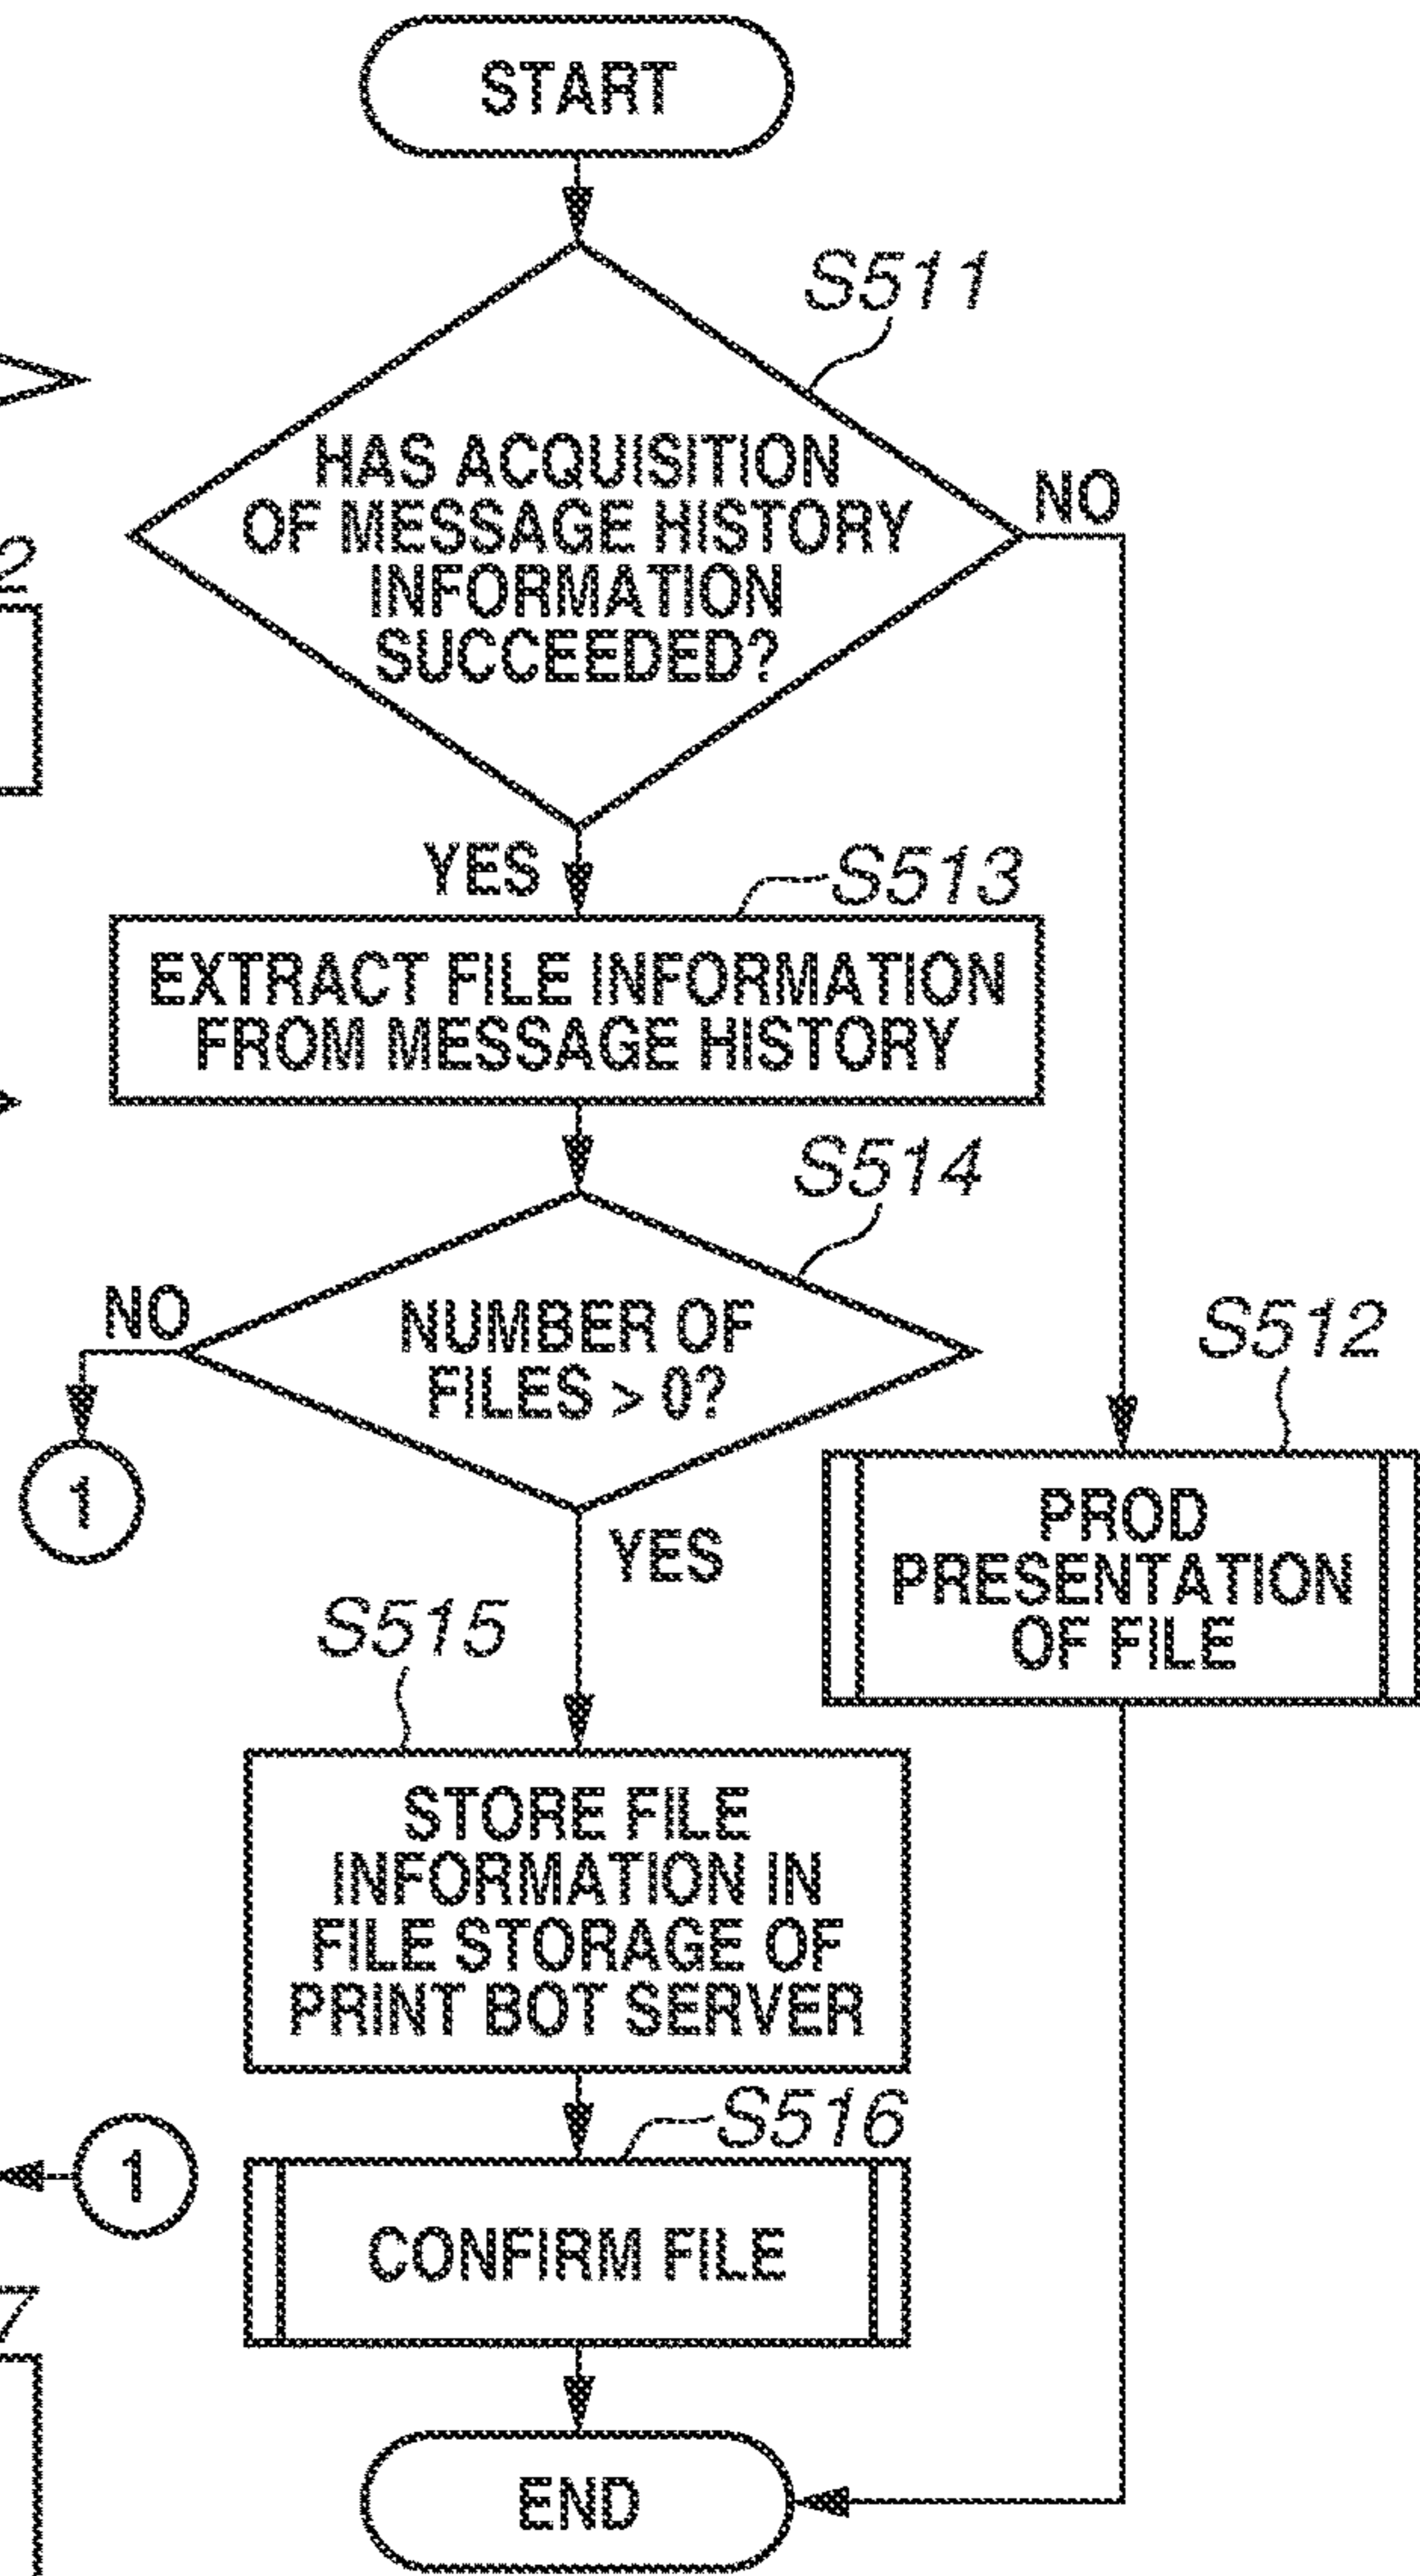 START
S511
HAS ACQUISITION
OF MESSAGE HISTORY
INFORMATION
SUCCEEDED?
NO
2
YES
S513
EXTRACT FILE INFORMATION
FROM MESSAGE HISTORY
S514
NUMBER OF
FILES > 0?
NO
1
S512
PROD
PRESENTATION
OF FILE
YES
S515
STORE FILE
INFORMATION IN
FILE STORAGE OF
PRINT BOT SERVER
S516
1
CONFIRM FILE
7
END